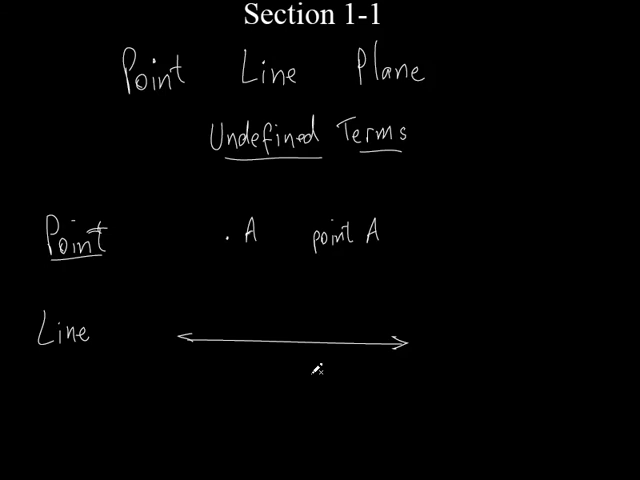 Section 1-1
Point Line Plane
Undefined Terms
Point . A point A
Line